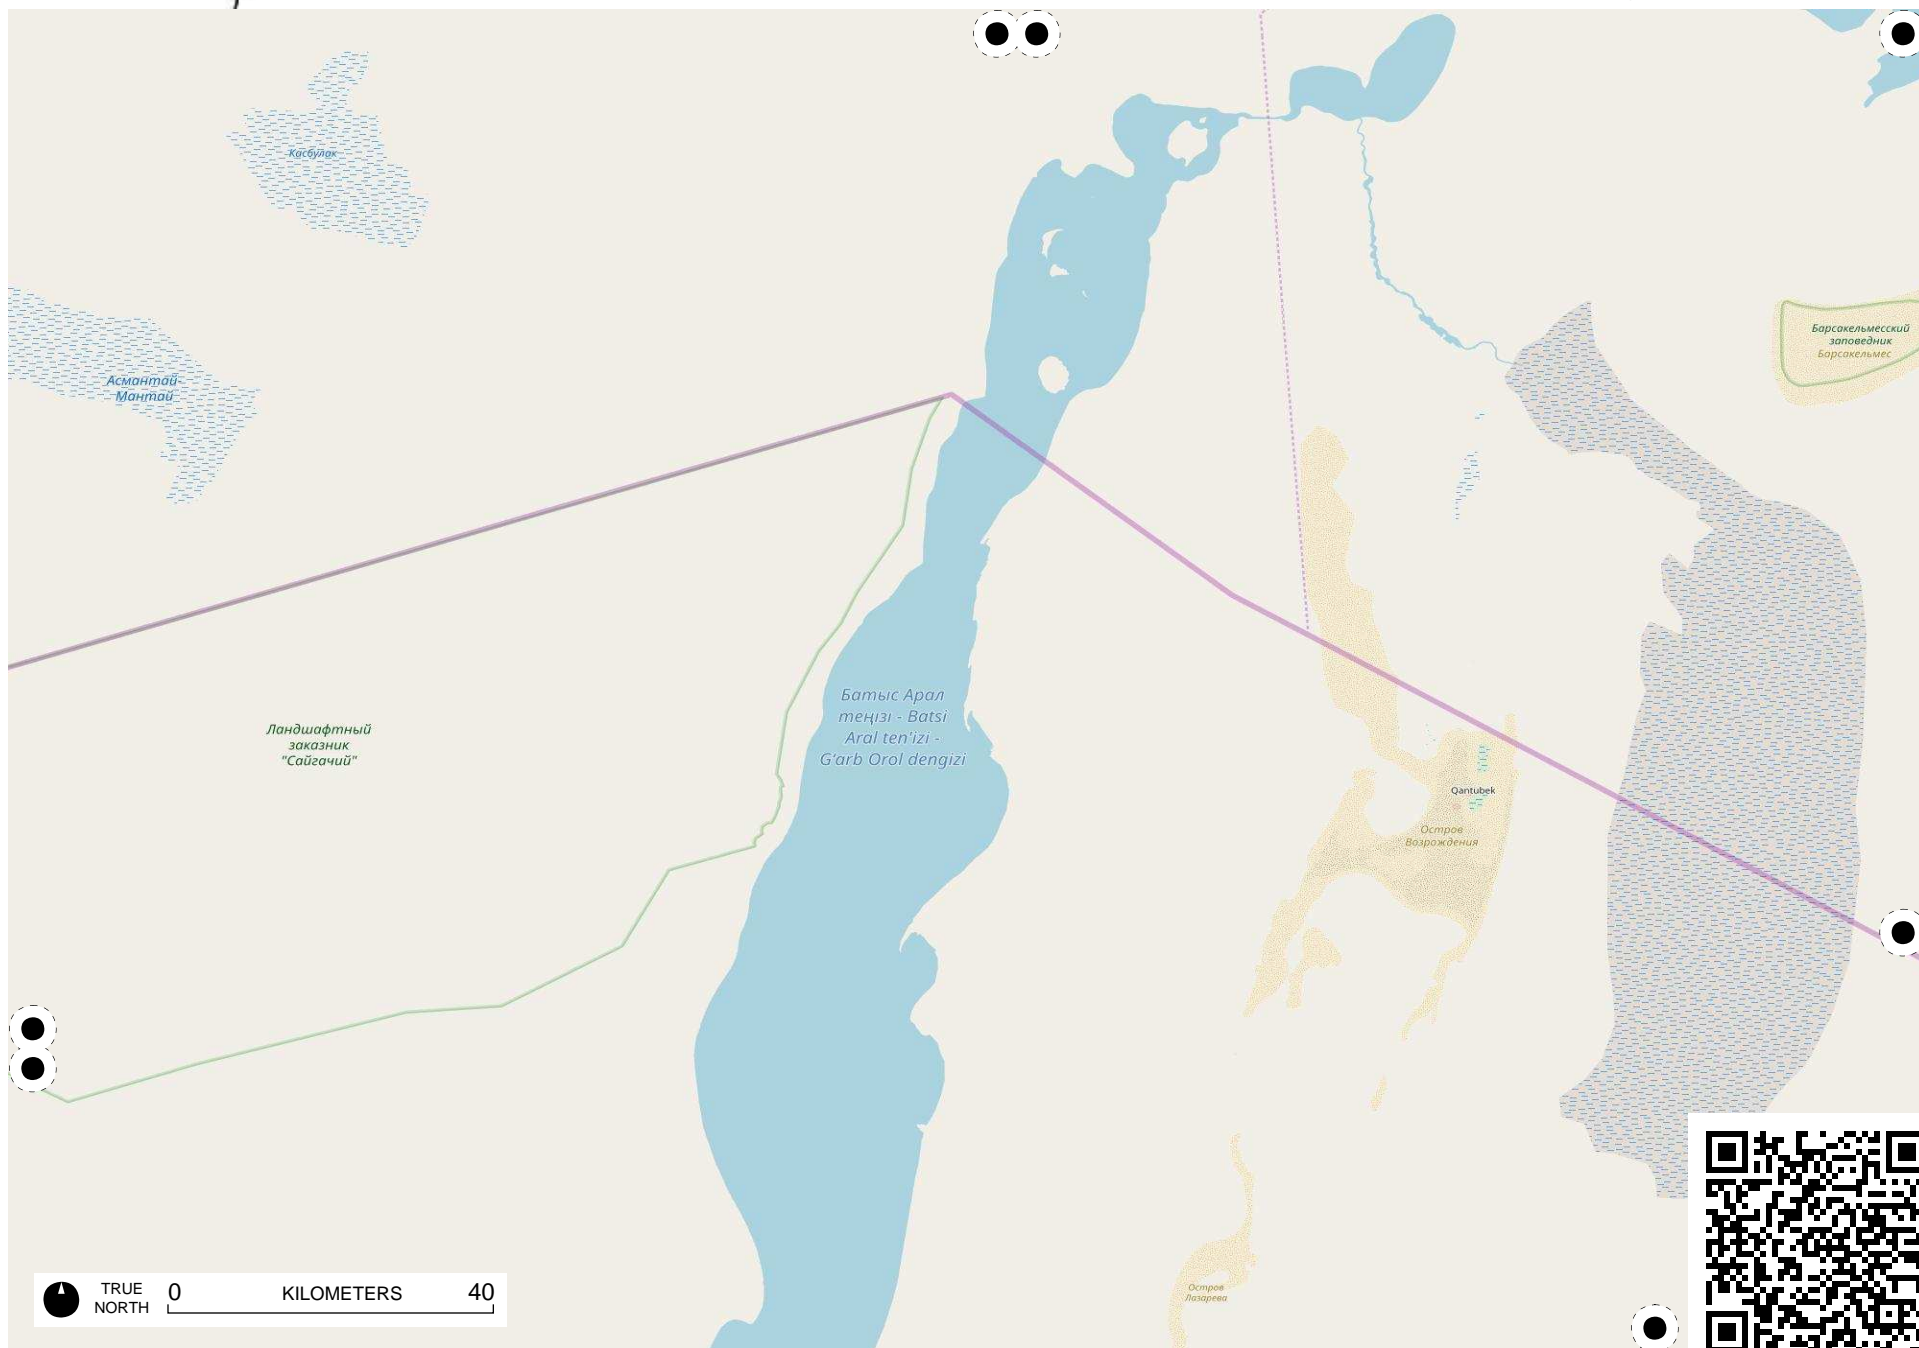 Касбулак
Барсакельмесский
заповедник
Барсакельмес
Асмантай-
Мантай
Батыс Арал
теңізі - Batsi
Aral ten'izi -
G'arb Orol dengizi
Ландшафтный
заказник
"Сайгачий"
Qantubek
Остров
Возрождения
TRUE
NORTH
0 KILOMETERS 40
Остров
Лазарева